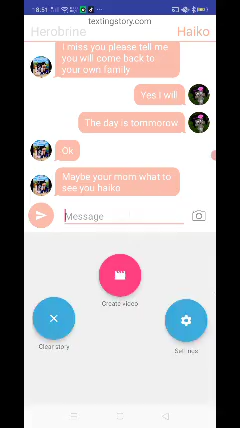 18:51
textingstory.com
Herobrine
Haiko
I miss you please tell me
you will come back to
your own family
Yes I will
The day is tommorow
Ok
Maybe your mom what to
see you haiko
Message
Create video
Clear story
Settings